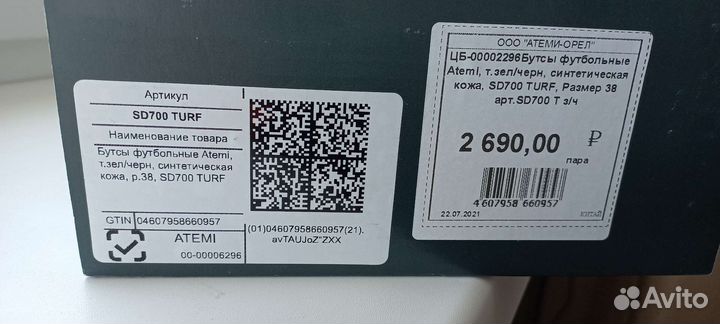 Артикул
SD700 TURF
Наименование товара
Бутсы футбольные Atemi,
т.зел/черн, синтетическая
кожа, р.38, SD700 TURF
GTIN 04607958660957
ATEMI
00-00006296
(01)04607958660957(21).
avTAUJoZ"ZXX
ООО "АТЕМИ-ОРЕЛ"
ЦБ-00002296Бутсы футбольные
Atemi, т.зел/черн, синтетическая
кожа, SD700 TURF, Размер 38
арт.SD700 T з/ч
2 690,00 ₽
пара
4 607958 660957
22.07.2021 КИТАЙ
Avito